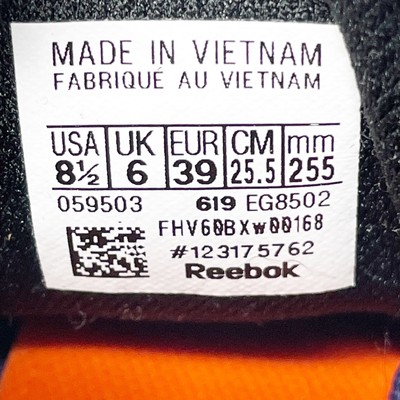 MADE IN VIETNAM
FABRIQUÉ AU VIETNAM
USA UK EUR CM mm
8½ 6 39 25.5 255
059503 619 EG8502
FHV60BXw00168
#123175762
Reebok